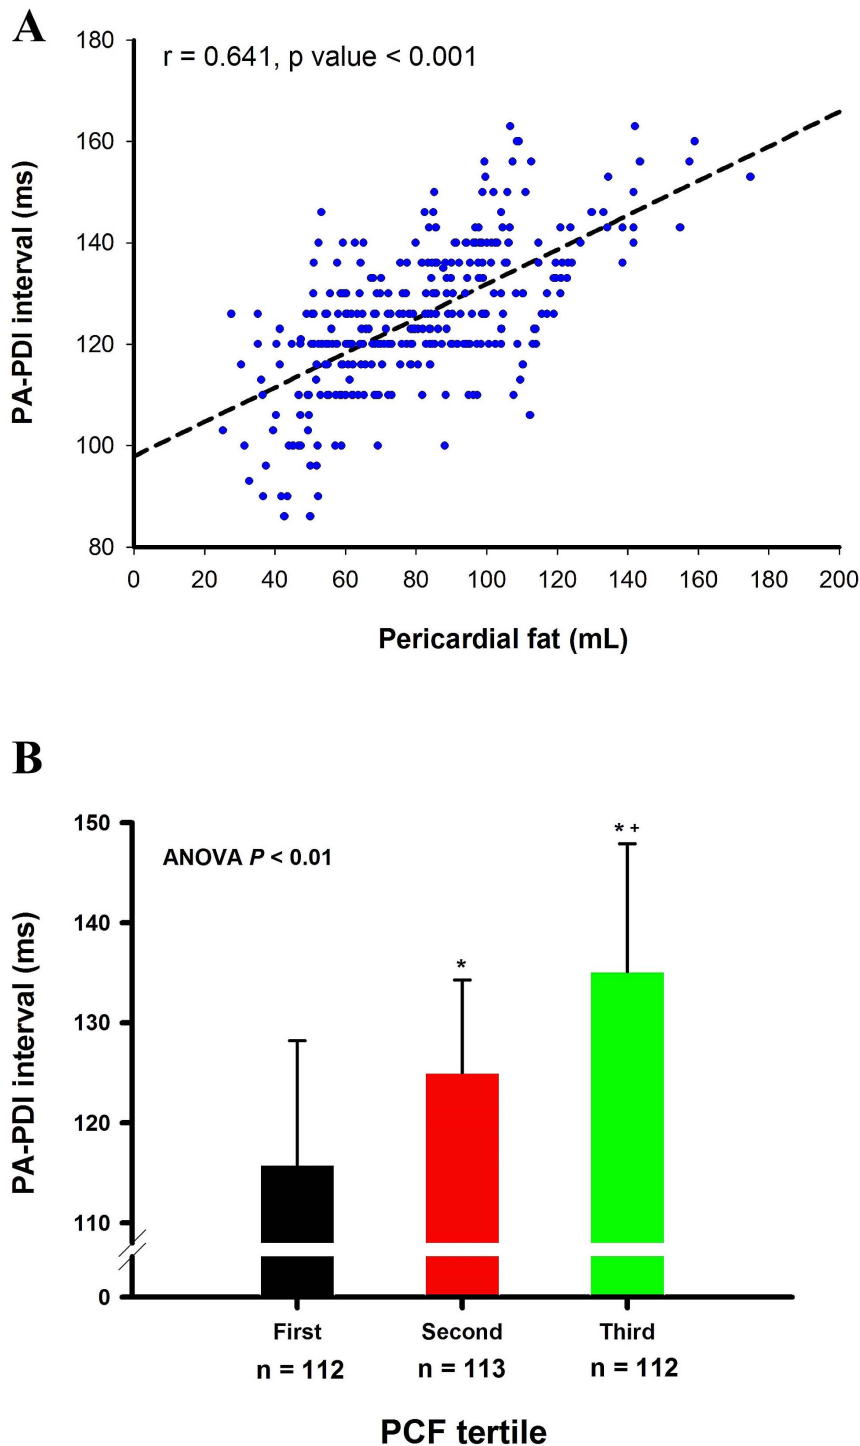 A
r = 0.641, p value < 0.001
180
160
140
120
100
80
PA-PDI interval (ms)
0 20 40 60 80 100 120 140 160 180 200
Pericardial fat (mL)
B
ANOVA P < 0.01
150
140
130
120
110
0
PA-PDI interval (ms)
*
* +
First Second Third
n = 112 n = 113 n = 112
PCF tertile